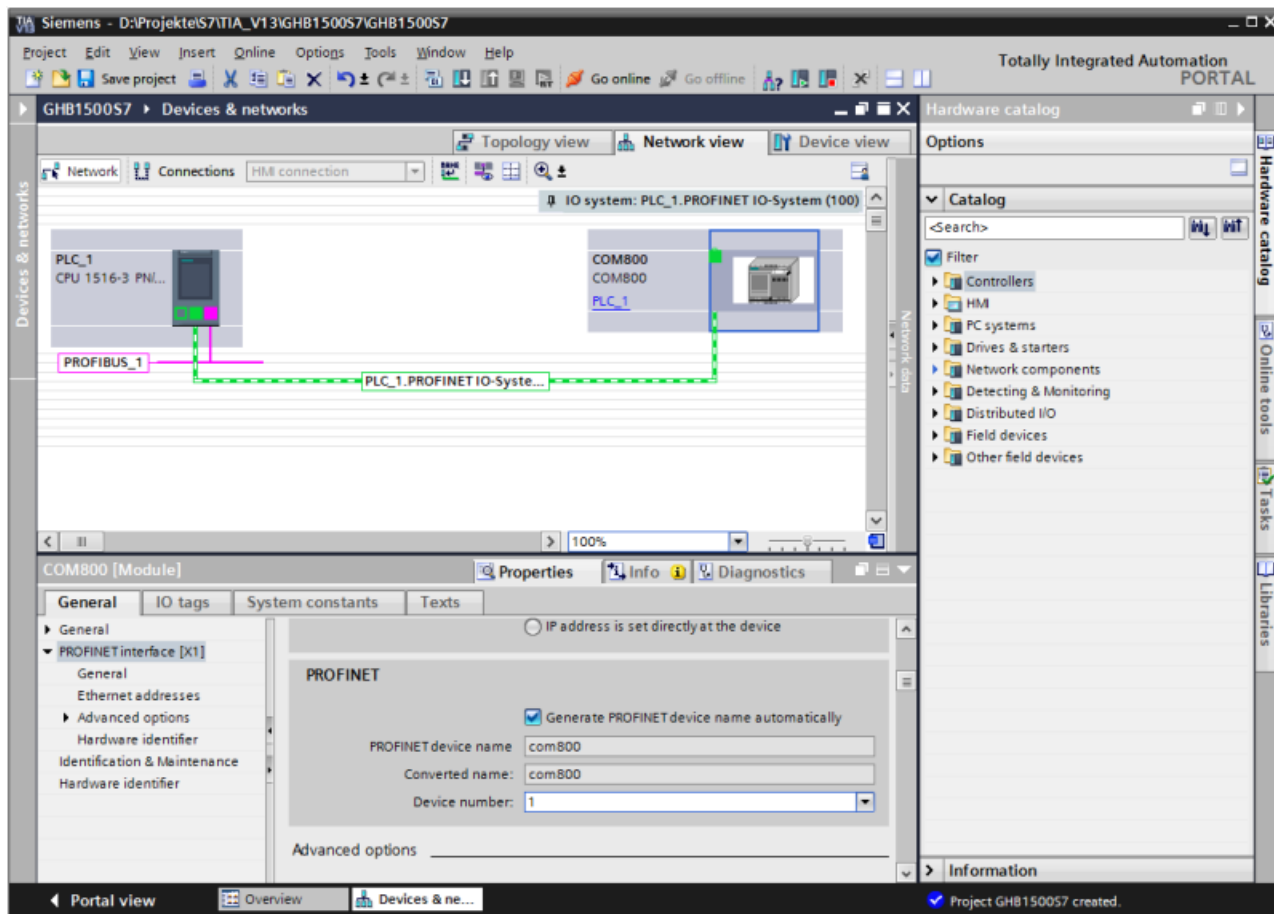 Siemens - D:\Projekte\S7\TIA_V13\GHB1500S7\GHB1500S7
Project Edit View Insert Online Options Tools Window Help
Totally Integrated Automation
PORTAL
Save project Go online Go offline
GHB1500S7 Devices & networks
Topology view Network view Device view
Network Connections HMI connection
IO system: PLC_1.PROFINET IO-System (100)
PLC_1
CPU 1516-3 PN/...
COM800
COM800
PLC_1
PROFIBUS_1
PLC_1.PROFINET IO-Syste...
100%
Devices & networks
Network data
Hardware catalog
Options
Catalog
<Search>
Filter
Controllers
HMI
PC systems
Drives & starters
Network components
Detecting & Monitoring
Distributed I/O
Field devices
Other field devices
Information
Hardware catalog
Online tools
Tasks
Libraries
COM800 [Module]
Properties Info Diagnostics
General IO tags System constants Texts
General
PROFINET interface [X1]
General
Ethernet addresses
Advanced options
Hardware identifier
Identification & Maintenance
Hardware identifier
IP address is set directly at the device
PROFINET
Generate PROFINET device name automatically
PROFINET device name com800
Converted name: com800
Device number: 1
Advanced options
Portal view Overview Devices & ne... Project GHB1500S7 created.